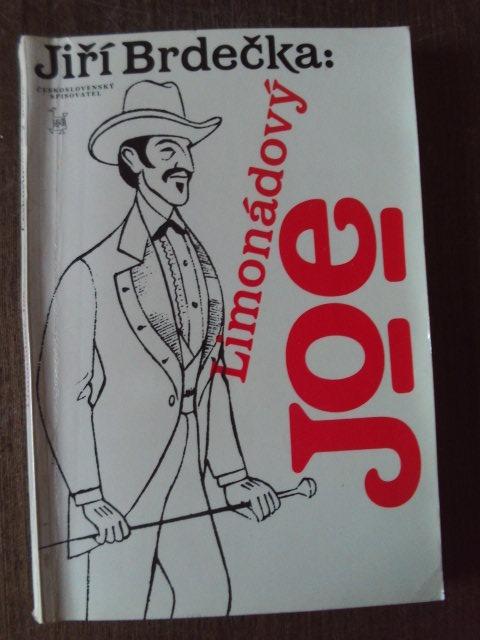 Jiří Brdečka:
ČESKOSLOVENSKÝ
SPISOVATEL
Limonádový
Joe